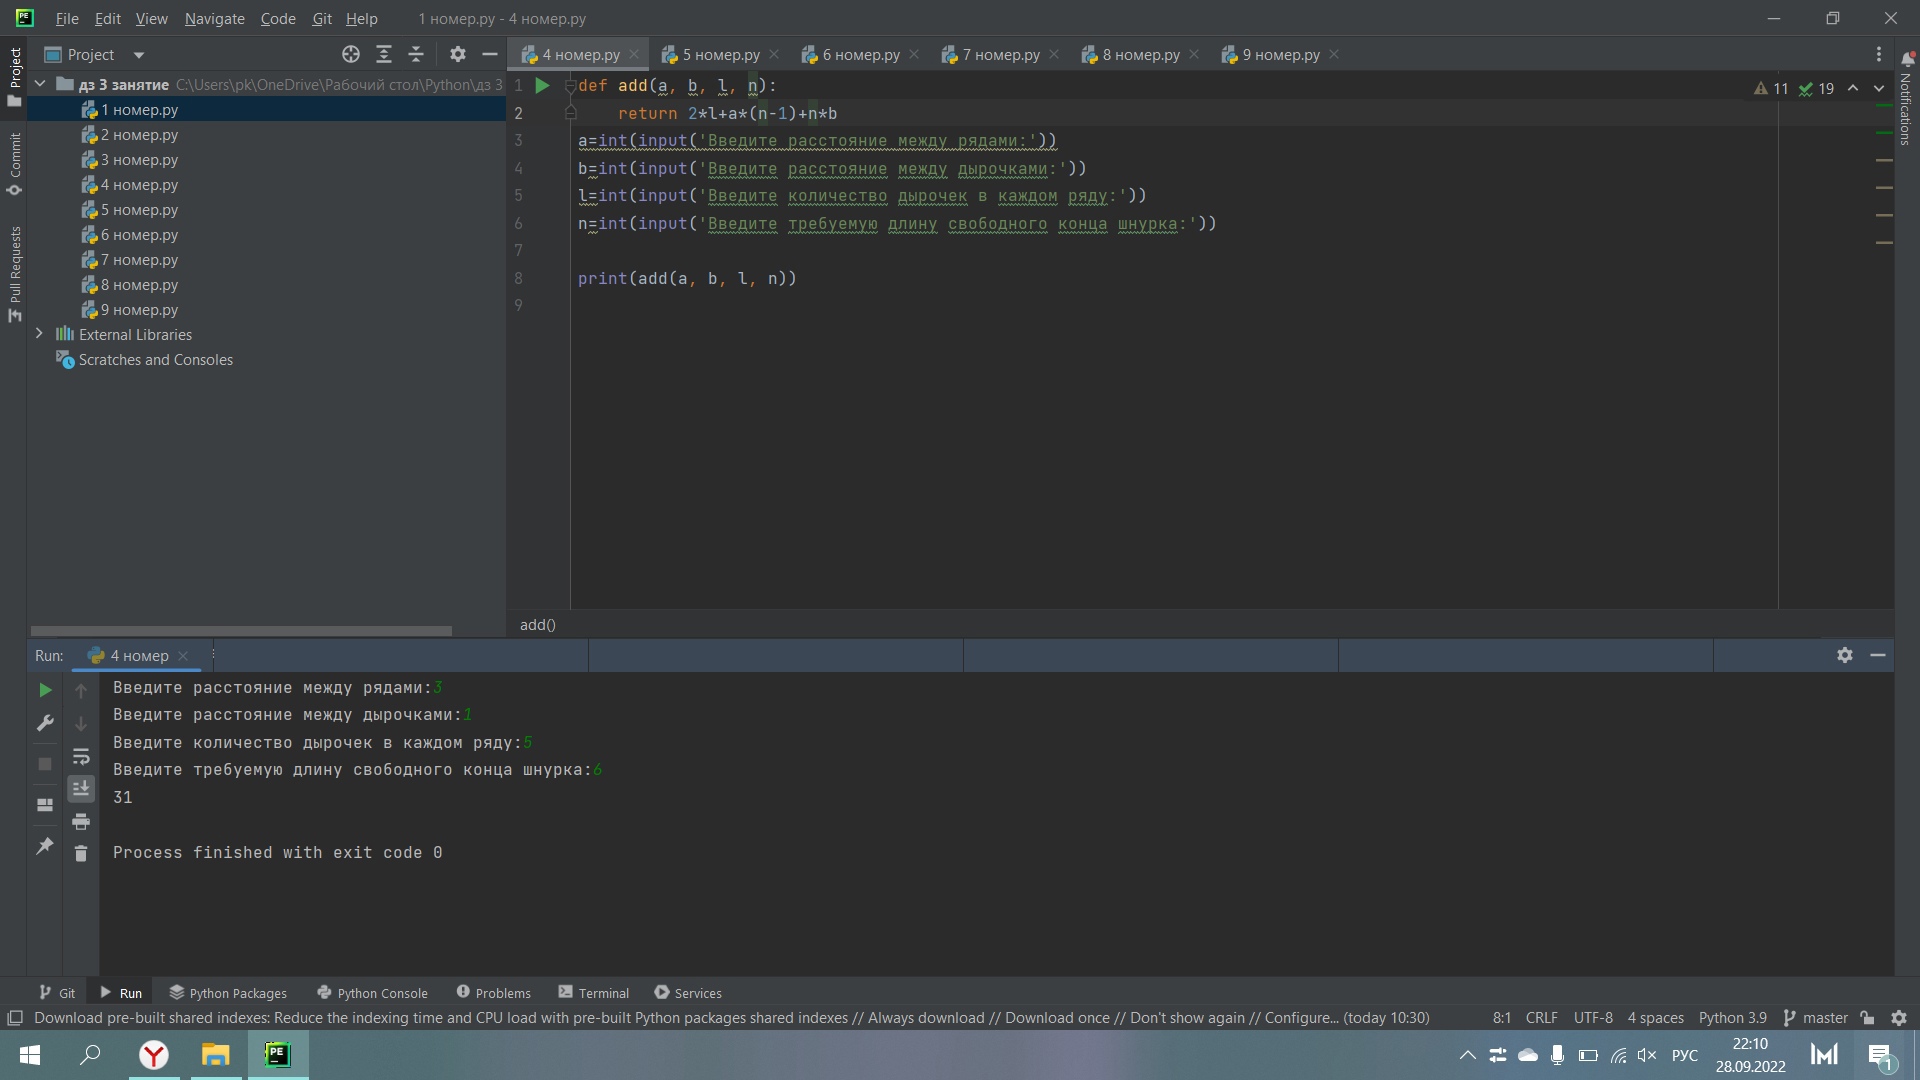 File Edit View Navigate Code Git Help 1 номер.py - 4 номер.py
Project
4 номер.py 5 номер.py 6 номер.py 7 номер.py 8 номер.py 9 номер.py
Project
Commit
Pull Requests
Notifications
дз 3 занятие C:\Users\pk\OneDrive\Рабочий стол\Python\дз 3
1 номер.py
2 номер.py
3 номер.py
4 номер.py
5 номер.py
6 номер.py
7 номер.py
8 номер.py
9 номер.py
External Libraries
Scratches and Consoles
11 19
1 def add(a, b, l, n):
2 return 2*l+a*(n-1)+n*b
3 a=int(input('Введите расстояние между рядами:'))
4 b=int(input('Введите расстояние между дырочками:'))
5 l=int(input('Введите количество дырочек в каждом ряду:'))
6 n=int(input('Введите требуемую длину свободного конца шнурка:'))
7
8 print(add(a, b, l, n))
9
add()
Run: 4 номер
Введите расстояние между рядами:3
Введите расстояние между дырочками:1
Введите количество дырочек в каждом ряду:5
Введите требуемую длину свободного конца шнурка:6
31
Process finished with exit code 0
Git Run Python Packages Python Console Problems Terminal Services
Download pre-built shared indexes: Reduce the indexing time and CPU load with pre-built Python packages shared indexes // Always download // Download once // Don't show again // Configure... (today 10:30) 8:1 CRLF UTF-8 4 spaces Python 3.9 master
PE
РУС
22:10
28.09.2022
1